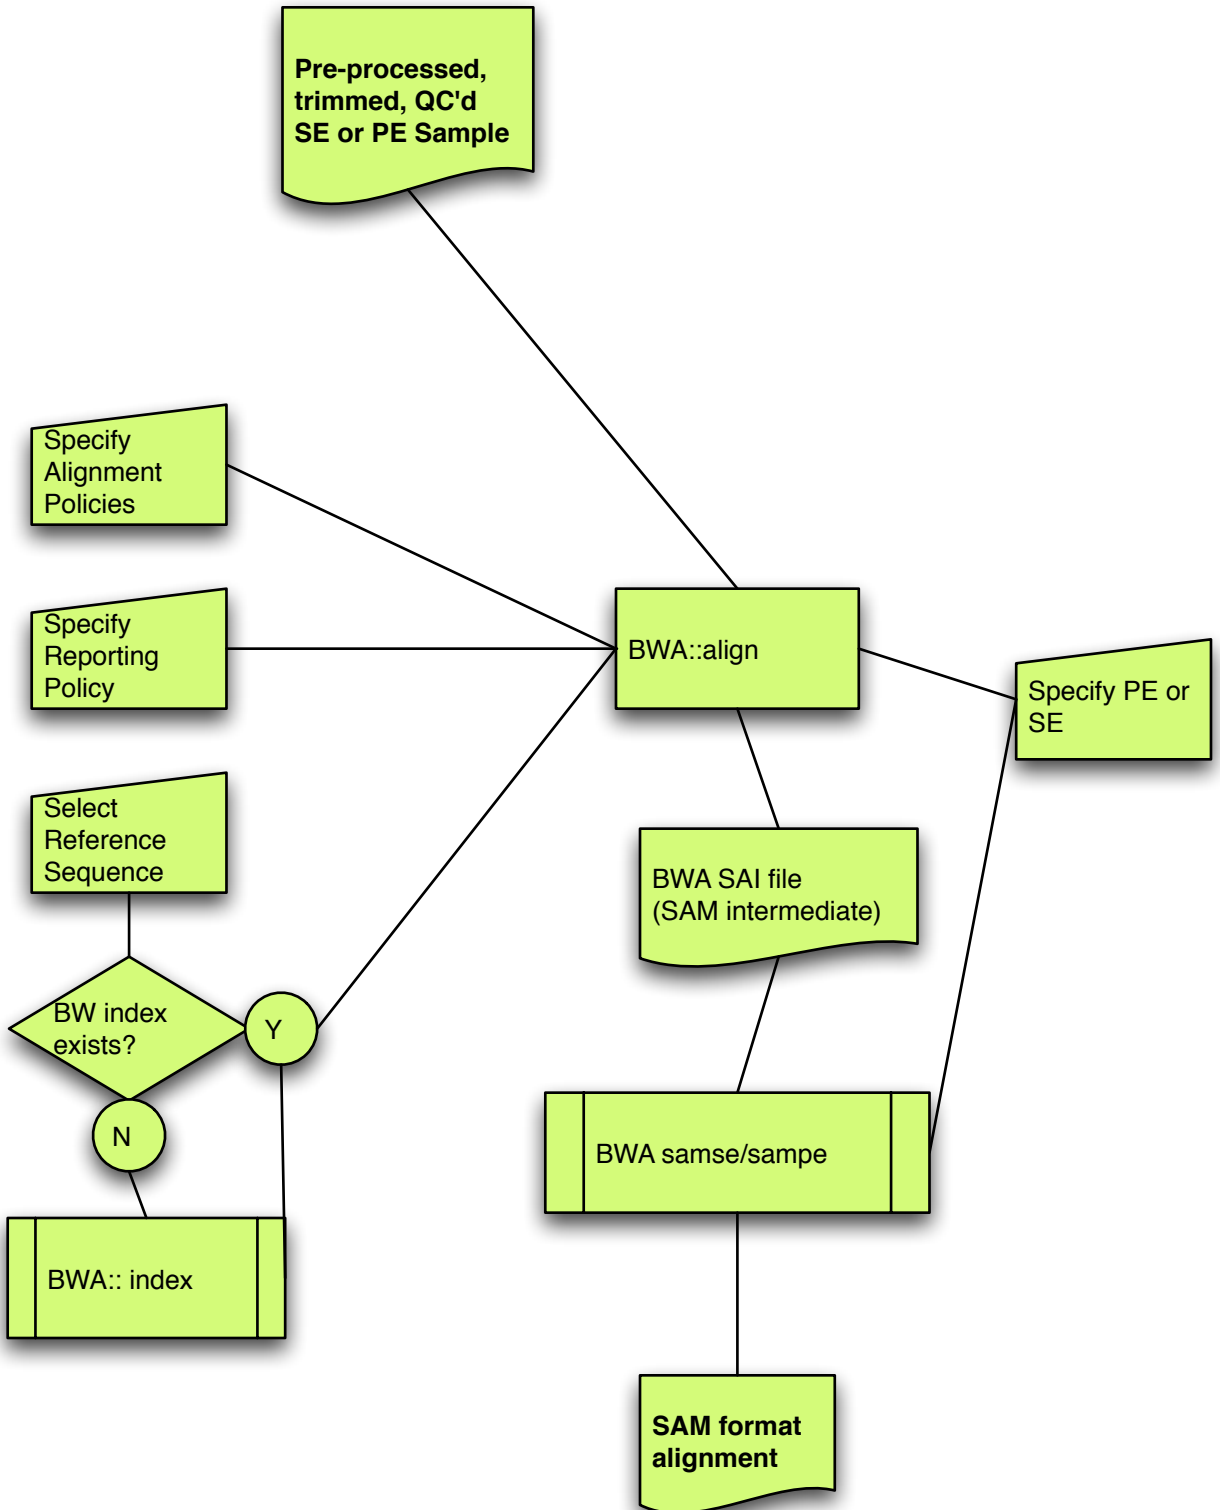 Pre-processed,
trimmed, QC'd
SE or PE Sample
Specify
Alignment
Policies
Specify
Reporting
Policy
BWA::align
Specify PE or
SE
Select
Reference
Sequence
BWA SAI file
(SAM intermediate)
BW index
exists?
Y
N
BWA samse/sampe
BWA:: index
SAM format
alignment